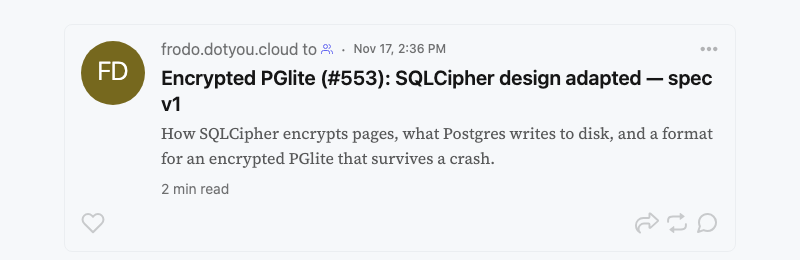 FD
frodo.dotyou.cloud to · Nov 17, 2:36 PM
Encrypted PGlite (#553): SQLCipher design adapted — spec
v1
How SQLCipher encrypts pages, what Postgres writes to disk, and a format
for an encrypted PGlite that survives a crash.
2 min read